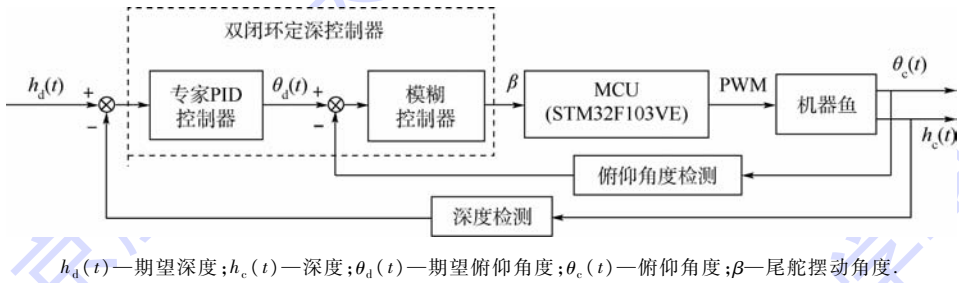 双闭环定深控制器
h_d(t)
+
−
专家PID
控制器
θ_d(t)
+
−
模糊
控制器
β
MCU
(STM32F103VE)
PWM
机器鱼
θ_c(t)
h_c(t)
俯仰角度检测
深度检测
h_d(t)—期望深度;h_c(t)—深度;θ_d(t)—期望俯仰角度;θ_c(t)—俯仰角度;β—尾舵摆动角度.